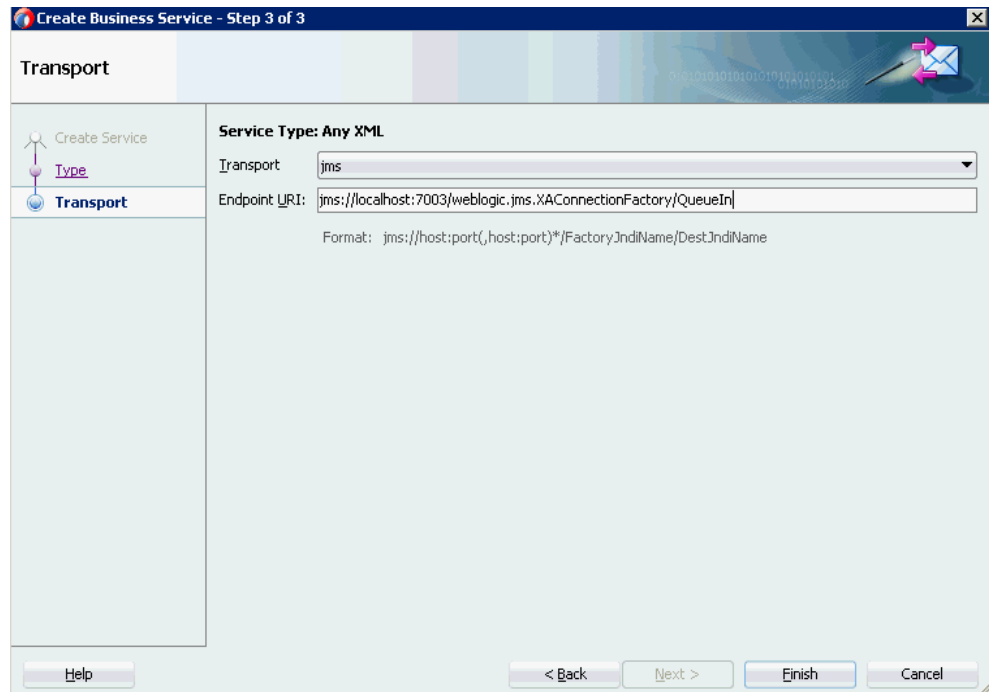 Create Business Service - Step 3 of 3
Transport
Create Service
Type
Transport
Service Type: Any XML
Transport jms
Endpoint URI: jms://localhost:7003/weblogic.jms.XAConnectionFactory/QueueIn
Format: jms://host:port(,host:port)*/FactoryJndiName/DestJndiName
Help < Back Next > Finish Cancel